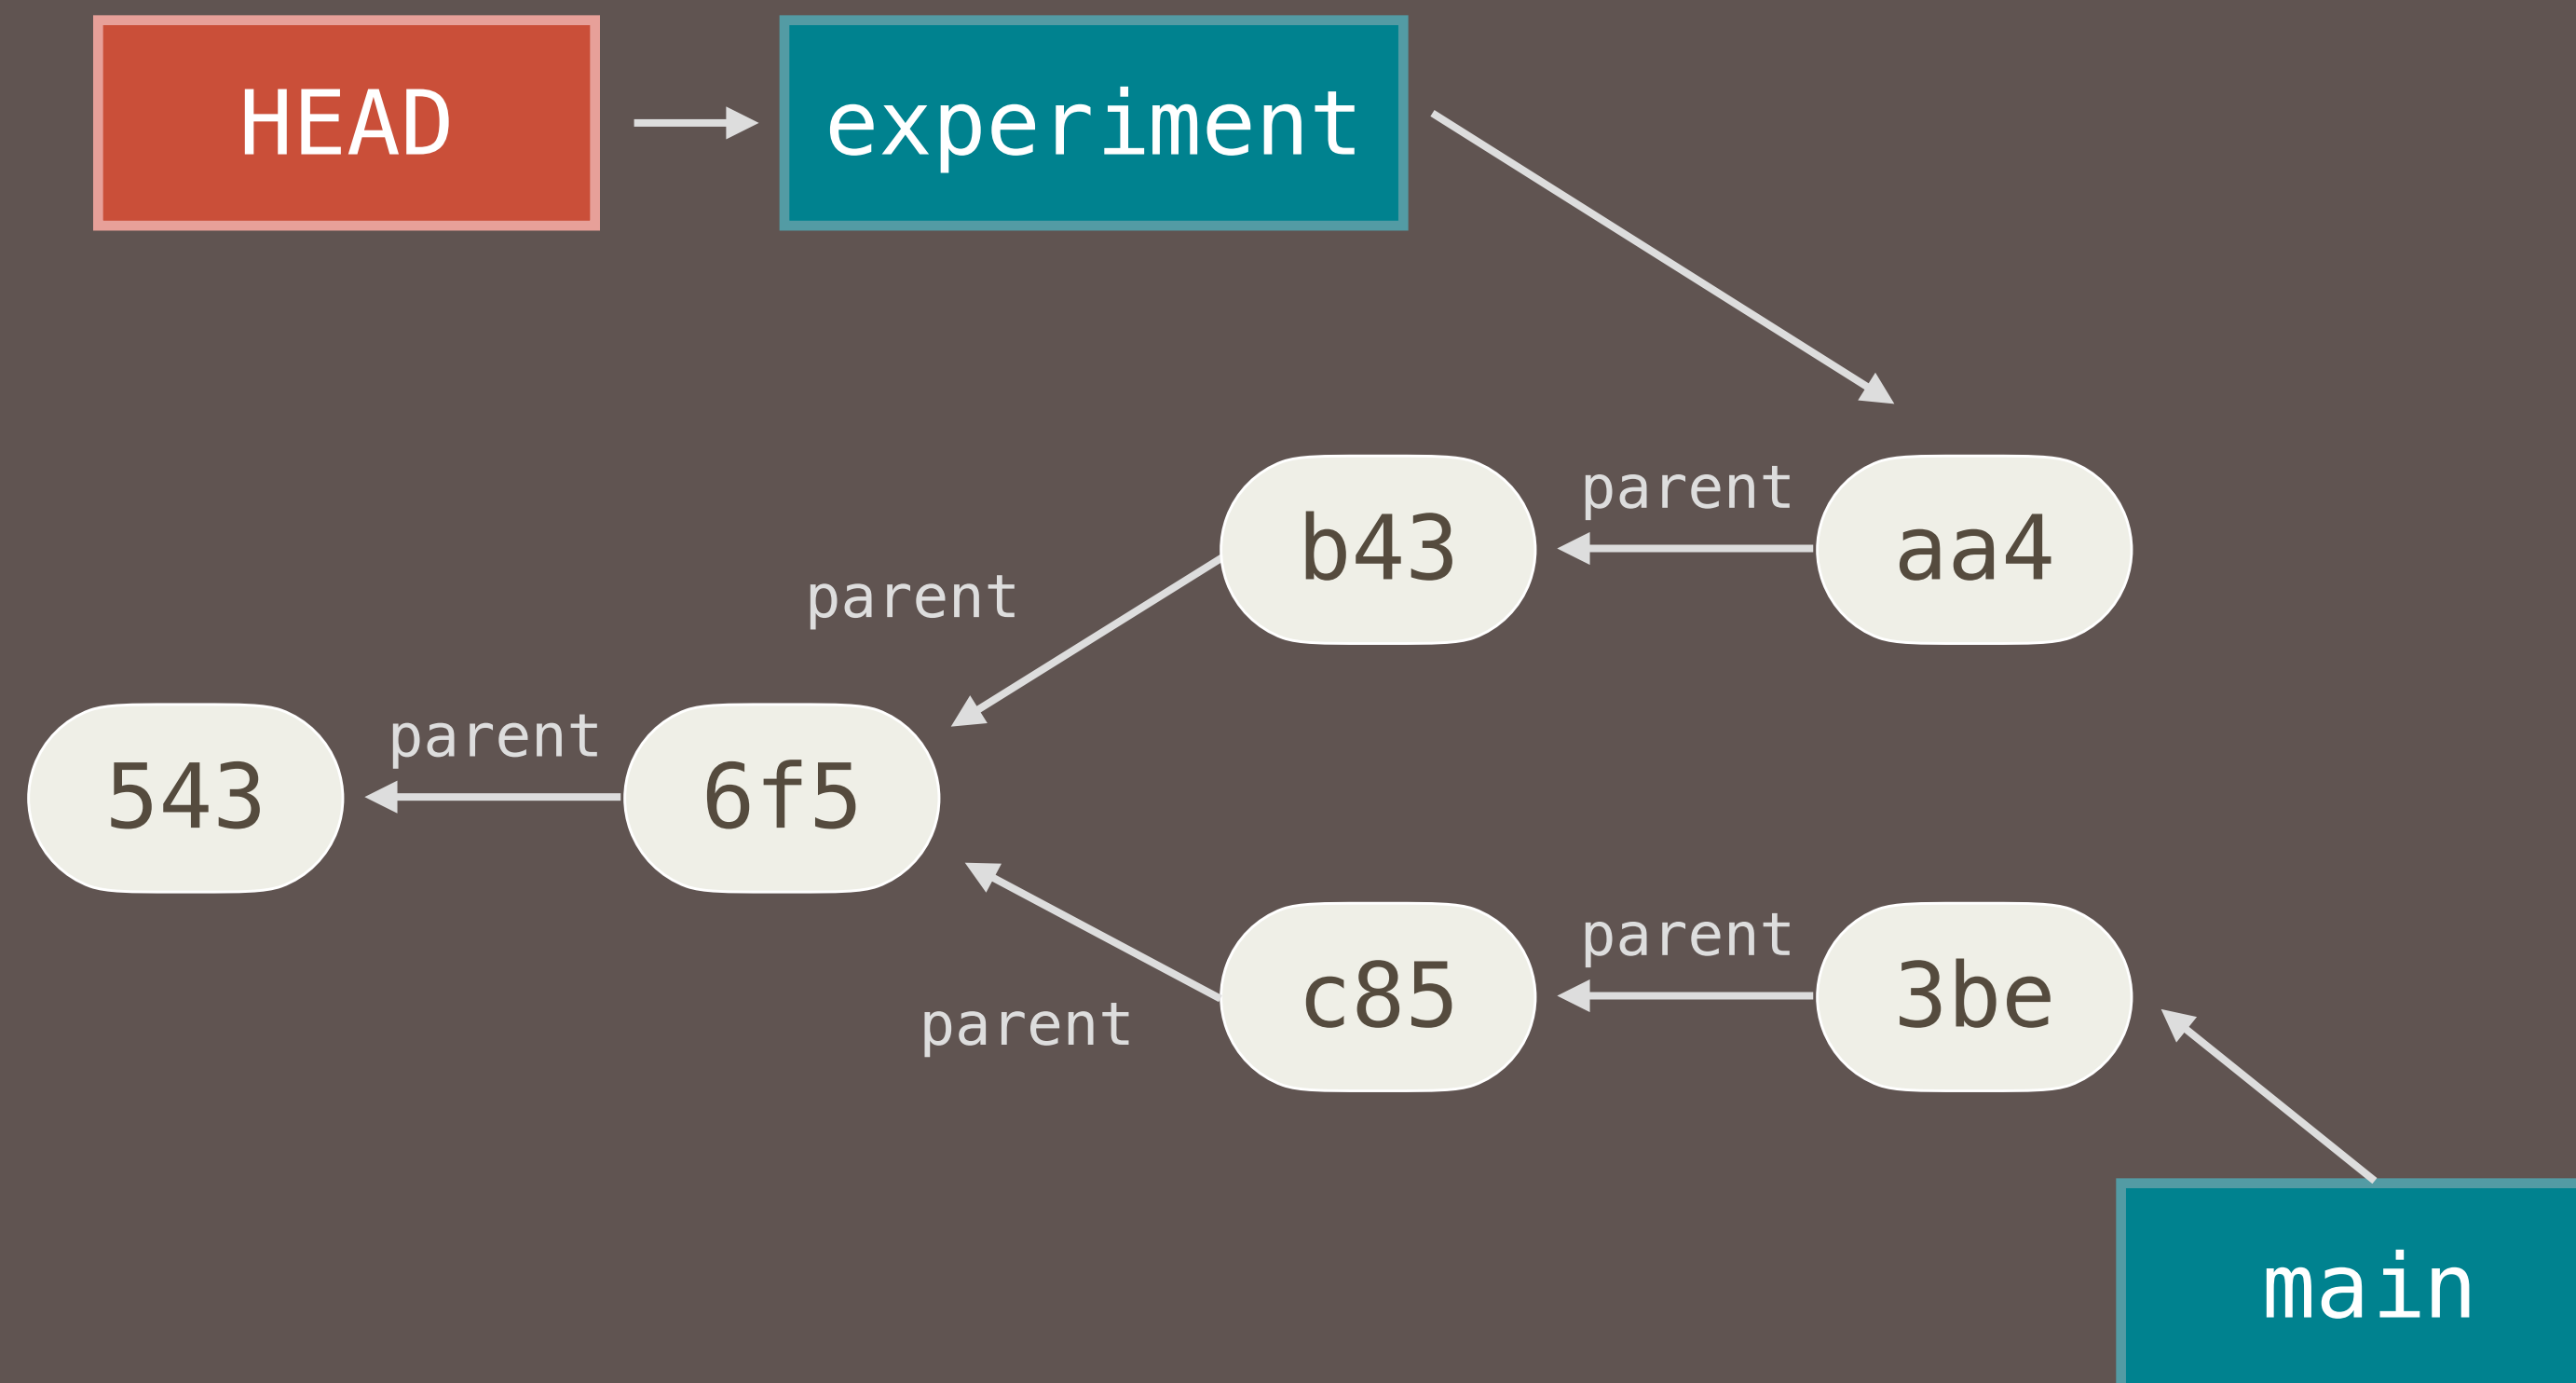 HEAD
experiment
parent
b43
aa4
parent
parent
543
6f5
parent
c85
3be
parent
main